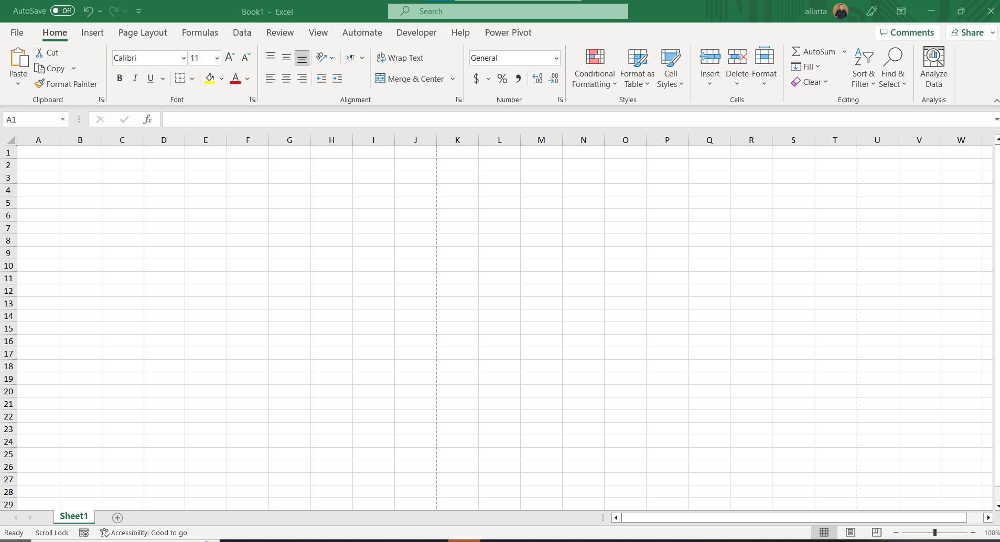 AutoSave Off Book1 - Excel Search aliatta
File Home Insert Page Layout Formulas Data Review View Automate Developer Help Power Pivot Comments Share
Paste
Cut
Copy
Format Painter
Clipboard
Calibri 11
B I U A
Font
Wrap Text
Merge & Center
Alignment
General
$ % 9
Number
Conditional
Formatting
Format as
Table
Cell
Styles
Styles
Insert Delete Format
Cells
AutoSum
Fill
Clear
Sort &
Filter
Find &
Select
Editing
Analyze
Data
Analysis
A1 fx
A B C D E F G H I J K L M N O P Q R S T U V W
1
2
3
4
5
6
7
8
9
10
11
12
13
14
15
16
17
18
19
20
21
22
23
24
25
26
27
28
29
Sheet1
Ready Scroll Lock Accessibility: Good to go 100%